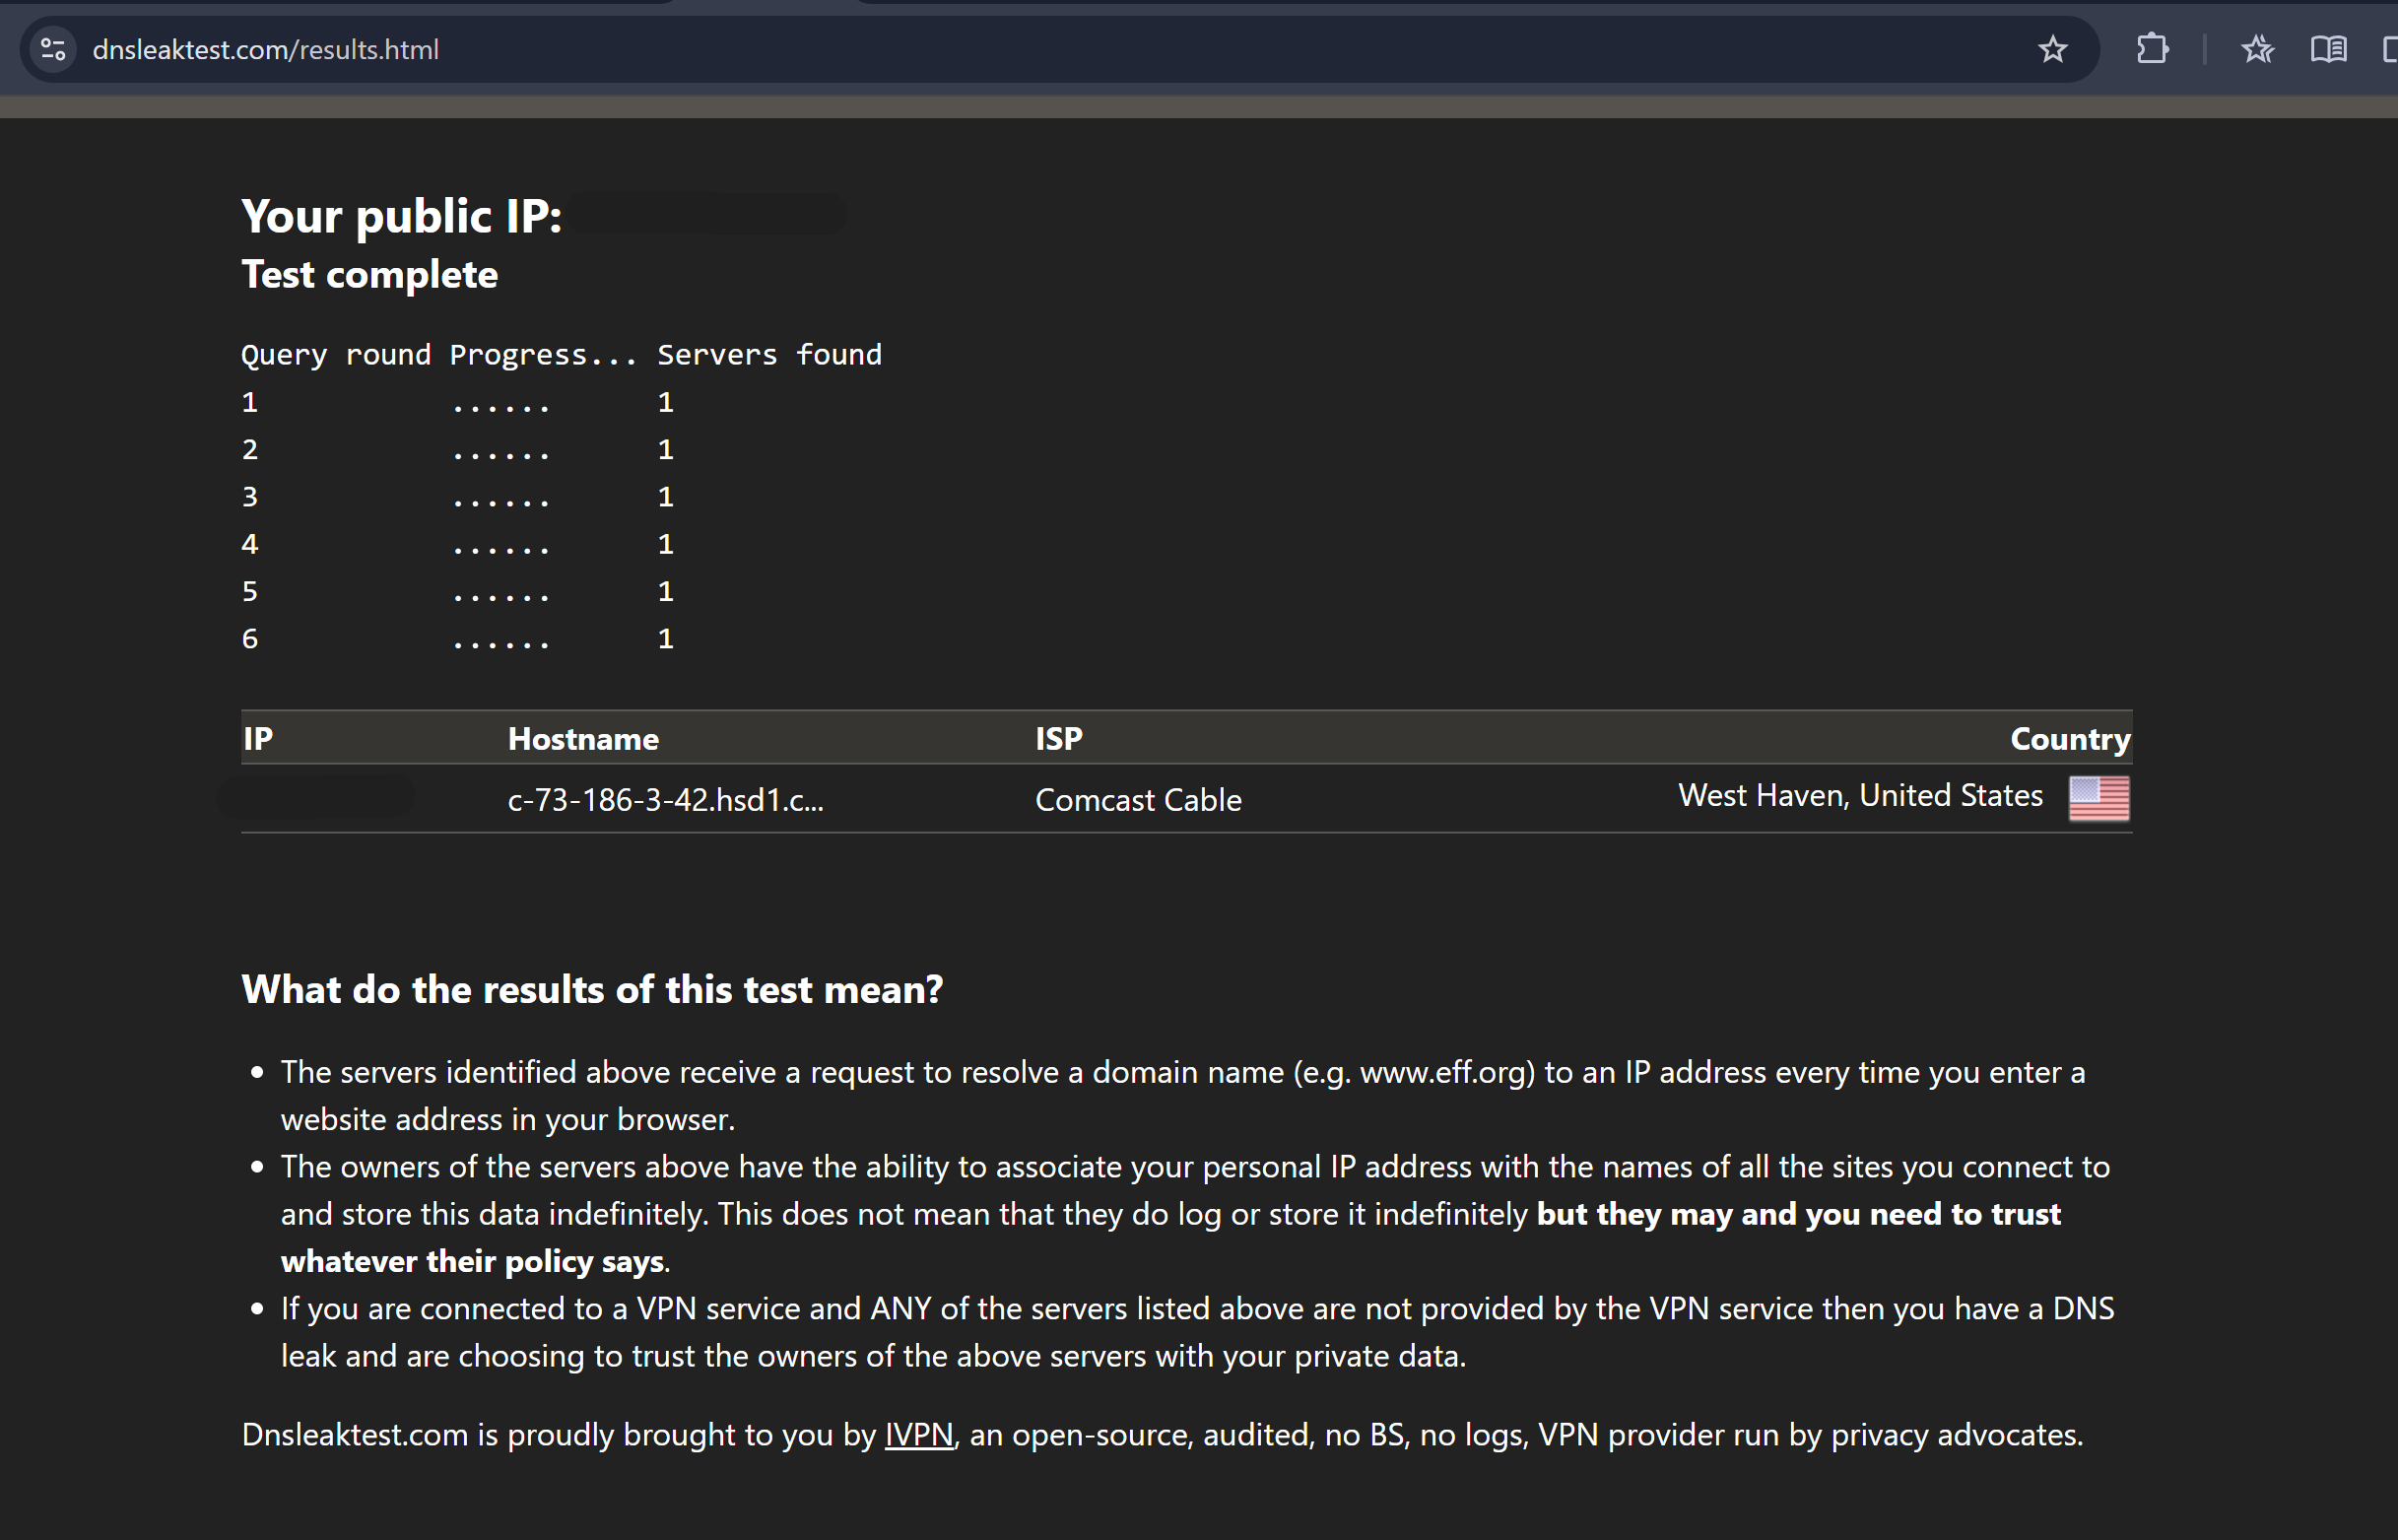 dnsleaktest.com/results.html
Your public IP:
Test complete
Query round Progress... Servers found
1 ...... 1
2 ...... 1
3 ...... 1
4 ...... 1
5 ...... 1
6 ...... 1
IP Hostname ISP Country
c-73-186-3-42.hsd1.c... Comcast Cable West Haven, United States
What do the results of this test mean?
• The servers identified above receive a request to resolve a domain name (e.g. www.eff.org) to an IP address every time you enter a
website address in your browser.
• The owners of the servers above have the ability to associate your personal IP address with the names of all the sites you connect to
and store this data indefinitely. This does not mean that they do log or store it indefinitely but they may and you need to trust
whatever their policy says.
• If you are connected to a VPN service and ANY of the servers listed above are not provided by the VPN service then you have a DNS
leak and are choosing to trust the owners of the above servers with your private data.
Dnsleaktest.com is proudly brought to you by IVPN, an open-source, audited, no BS, no logs, VPN provider run by privacy advocates.